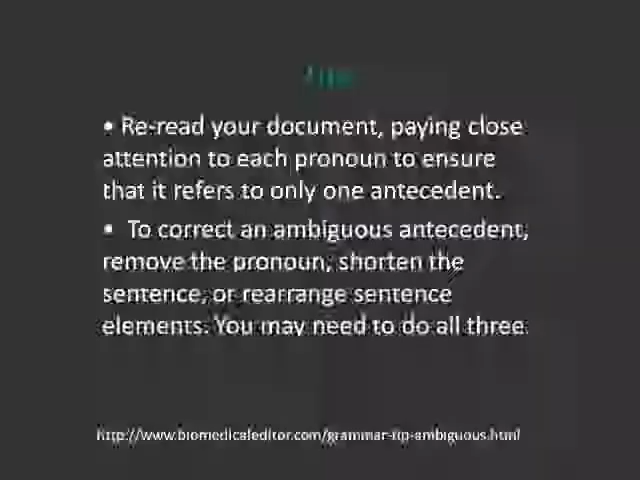 • Re-read your document, paying close
attention to each pronoun to ensure
that it refers to only one antecedent.
• To correct an ambiguous antecedent,
remove the pronoun, shorten the
sentence, or rearrange sentence
elements. You may need to do all three.
http://www.biomedicaleditor.com/grammar-tip-ambiguous.html